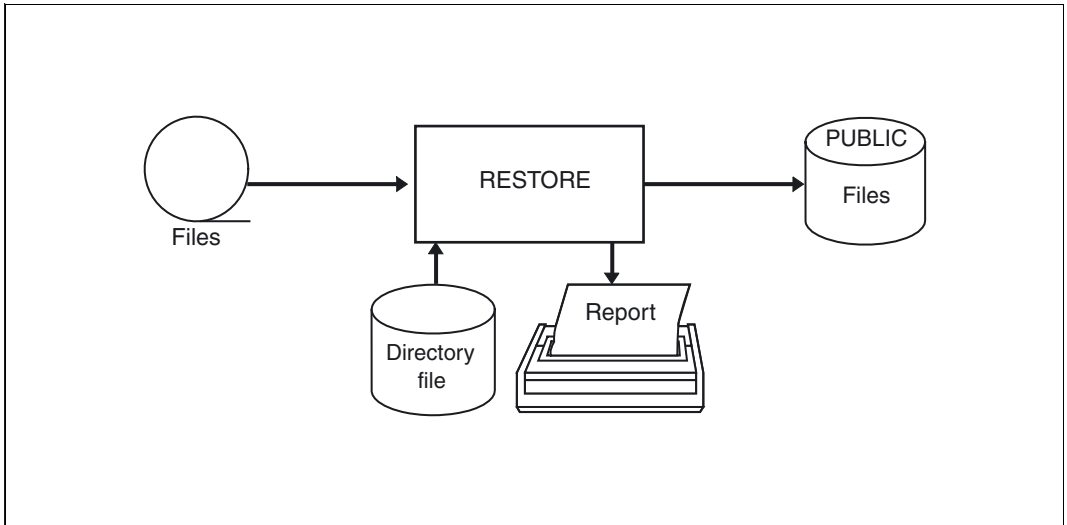 PUBLIC
RESTORE
Files
Files
Report
Directory
file